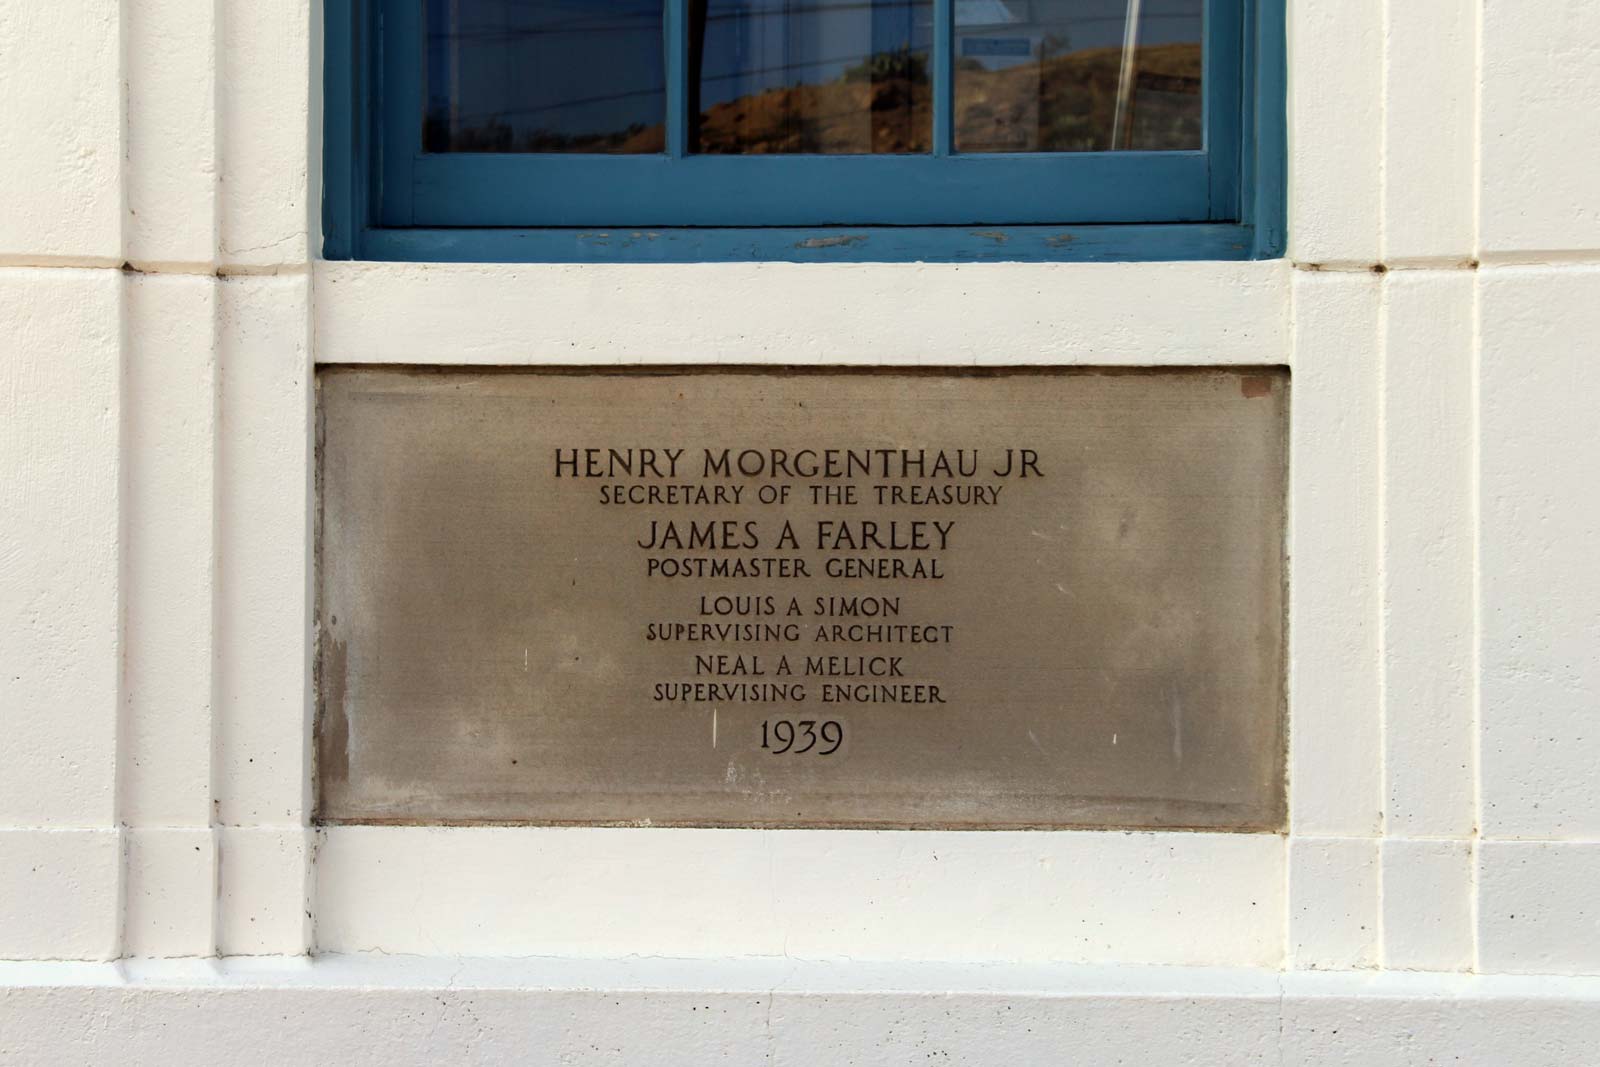 HENRY MORGENTHAU JR
SECRETARY OF THE TREASURY
JAMES A FARLEY
POSTMASTER GENERAL
LOUIS A SIMON
SUPERVISING ARCHITECT
NEAL A MELICK
SUPERVISING ENGINEER
1939